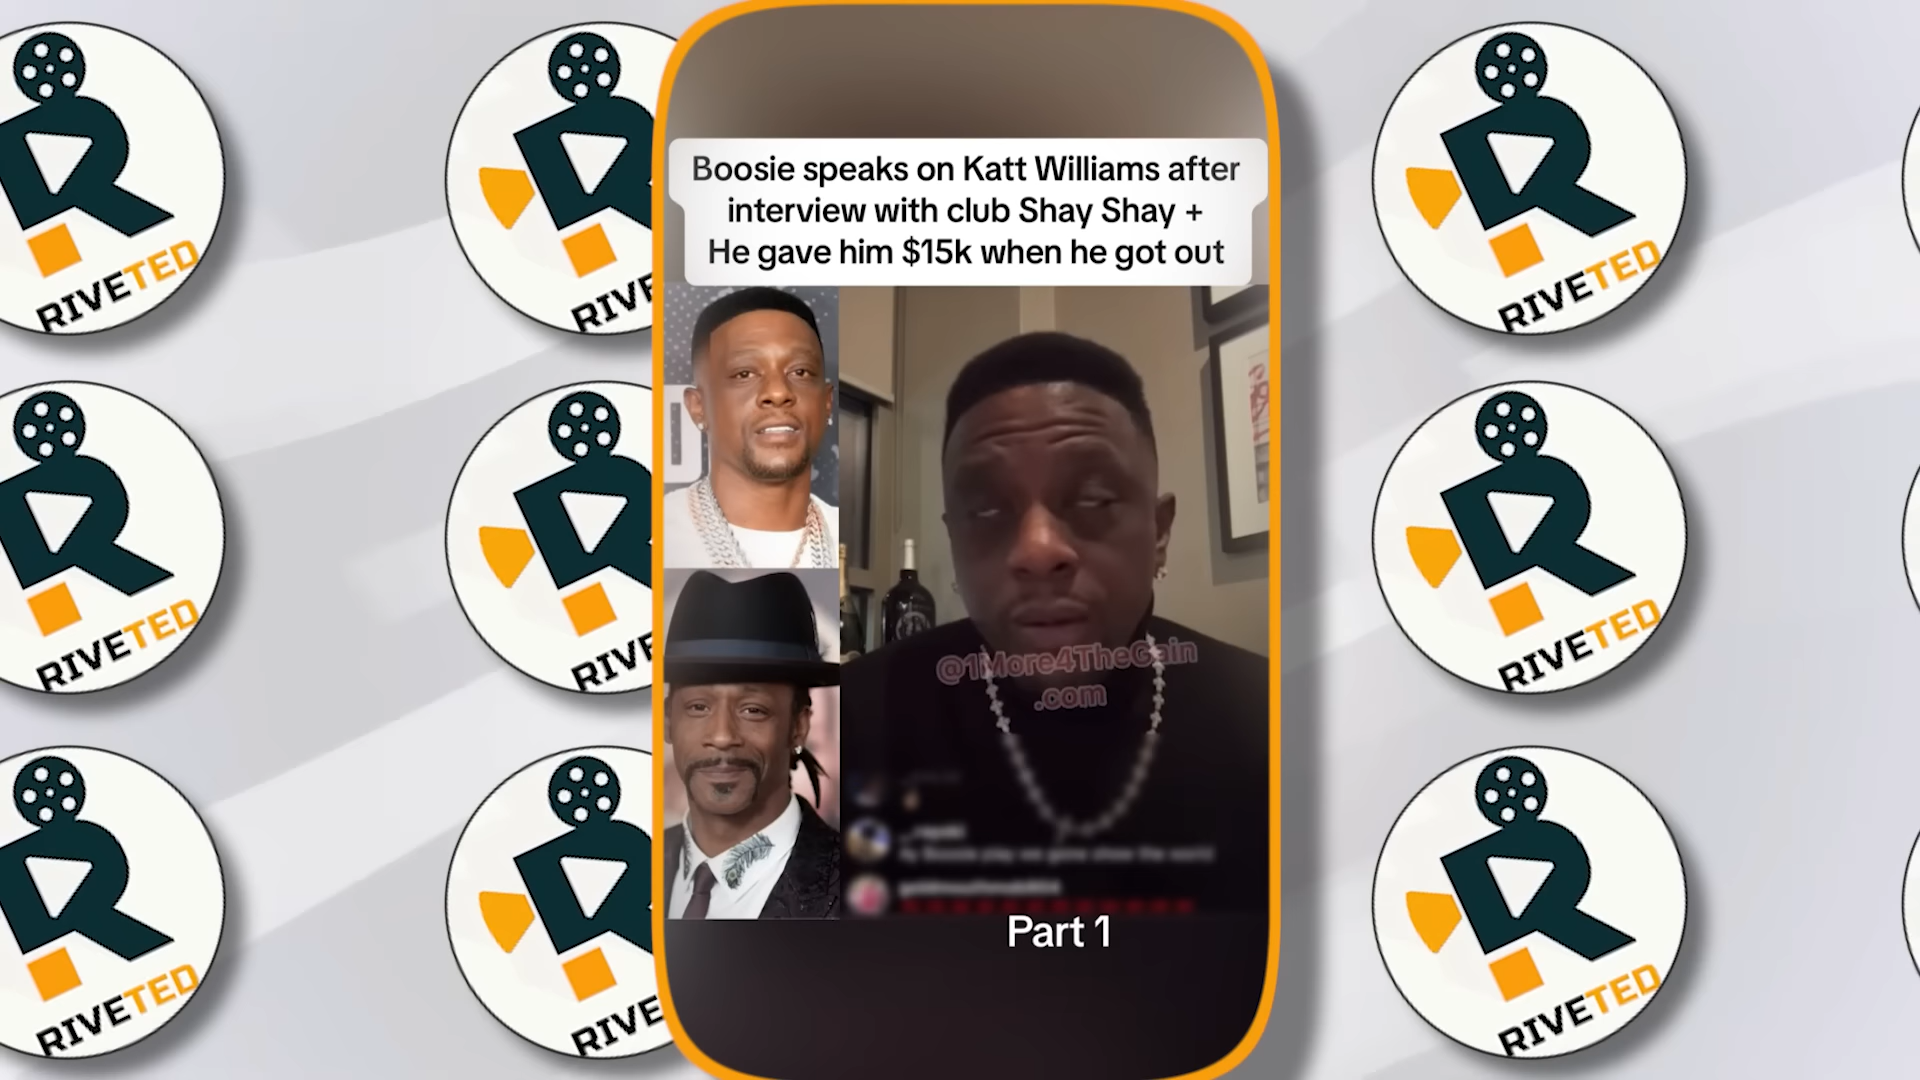 Boosie speaks on Katt Williams after
interview with club Shay Shay +
He gave him $15k when he got out
@1More4TheGain
.com
Part 1
RIVETED
RIVE
RIVETED
RIVETED
RIVE
RIVETED
RIVETED
RIVE
RIVETED